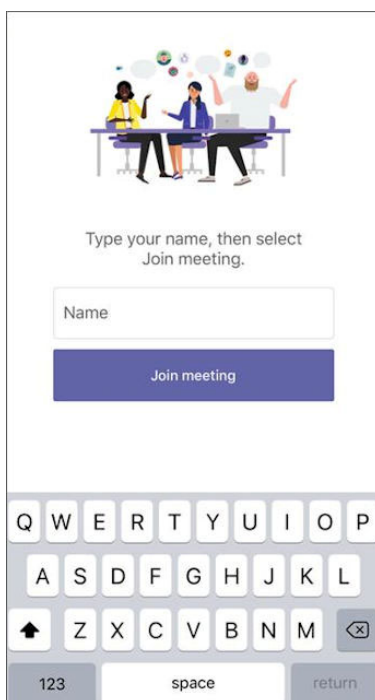 Type your name, then select
Join meeting.
Name
Join meeting
Q W E R T Y U I O P
A S D F G H J K L
Z X C V B N M
123 space return